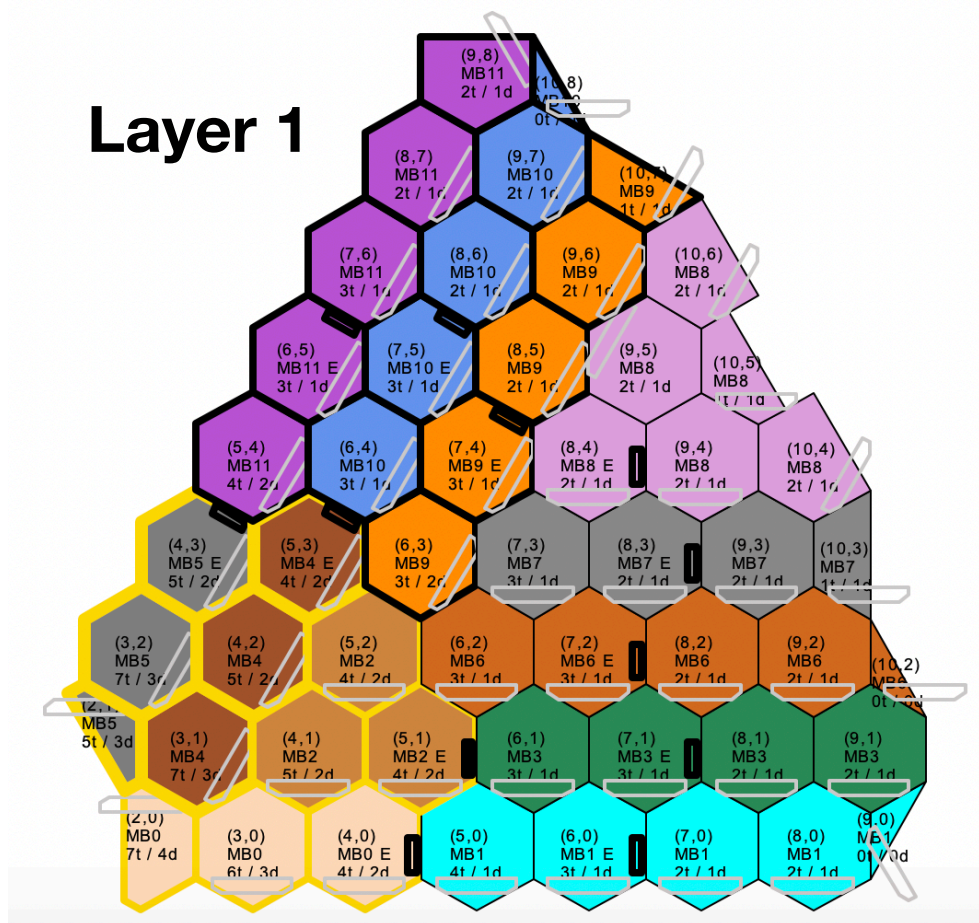 (9,8)
MB11
2t / 1d
(10,8)
0t /
Layer 1
(8,7)
MB11
2t / 1d
(9,7)
MB10
2t / 1d
(10,7)
MB9
1t / 1d
(7,6)
MB11
3t / 1d
(8,6)
MB10
2t / 1d
(9,6)
MB9
2t / 1d
(10,6)
MB8
2t / 1d
(6,5)
MB11 E
3t / 1d
(7,5)
MB10 E
3t / 1d
(8,5)
MB9
2t / 1d
(9,5)
MB8
2t / 1d
(10,5)
MB8
1t / 1d
(5,4)
MB11
4t / 2d
(6,4)
MB10
3t / 1d
(7,4)
MB9 E
3t / 1d
(8,4)
MB8 E
2t / 1d
(9,4)
MB8
2t / 1d
(10,4)
MB8
2t / 1d
(4,3)
MB5 E
5t / 2d
(5,3)
MB4 E
4t / 2d
(6,3)
MB9
3t / 2d
(7,3)
MB7
3t / 1d
(8,3)
MB7 E
2t / 1d
(9,3)
MB7
2t / 1d
(10,3)
MB7
1t / 1d
(3,2)
MB5
7t / 3d
(4,2)
MB4
5t / 2d
(5,2)
MB2
4t / 2d
(6,2)
MB6
3t / 1d
(7,2)
MB6 E
3t / 1d
(8,2)
MB6
2t / 1d
(9,2)
MB6
2t / 1d
(10,2)
MB6
0t / 0d
(2,1)
MB5
5t / 3d
(3,1)
MB4
7t / 3d
(4,1)
MB2
5t / 2d
(5,1)
MB2 E
4t / 2d
(6,1)
MB3
3t / 1d
(7,1)
MB3 E
3t / 1d
(8,1)
MB3
2t / 1d
(9,1)
MB3
2t / 1d
(2,0)
MB0
7t / 4d
(3,0)
MB0
6t / 3d
(4,0)
MB0 E
4t / 2d
(5,0)
MB1
4t / 1d
(6,0)
MB1 E
3t / 1d
(7,0)
MB1
2t / 1d
(8,0)
MB1
2t / 1d
(9,0)
MB1
0t / 0d